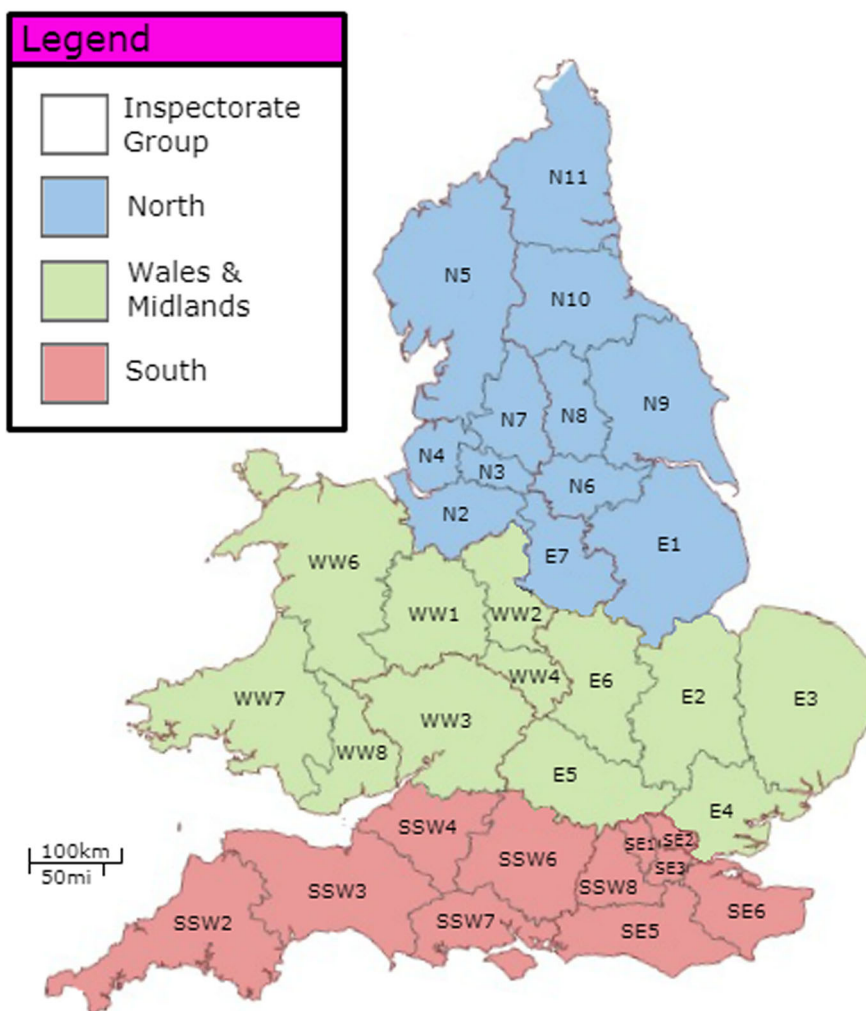 Legend
Inspectorate
Group
North
Wales &
Midlands
South
N11
N5
N10
N9
N7
N8
N4
N3
N6
N2
E7
E1
WW6
WW1
WW2
WW4
E6
E2
E3
WW7
WW3
WW8
E5
E4
SSW4
SE1
SE2
SE3
SSW6
SSW8
SSW3
SSW7
SE6
SSW2
SE5
100km
50mi